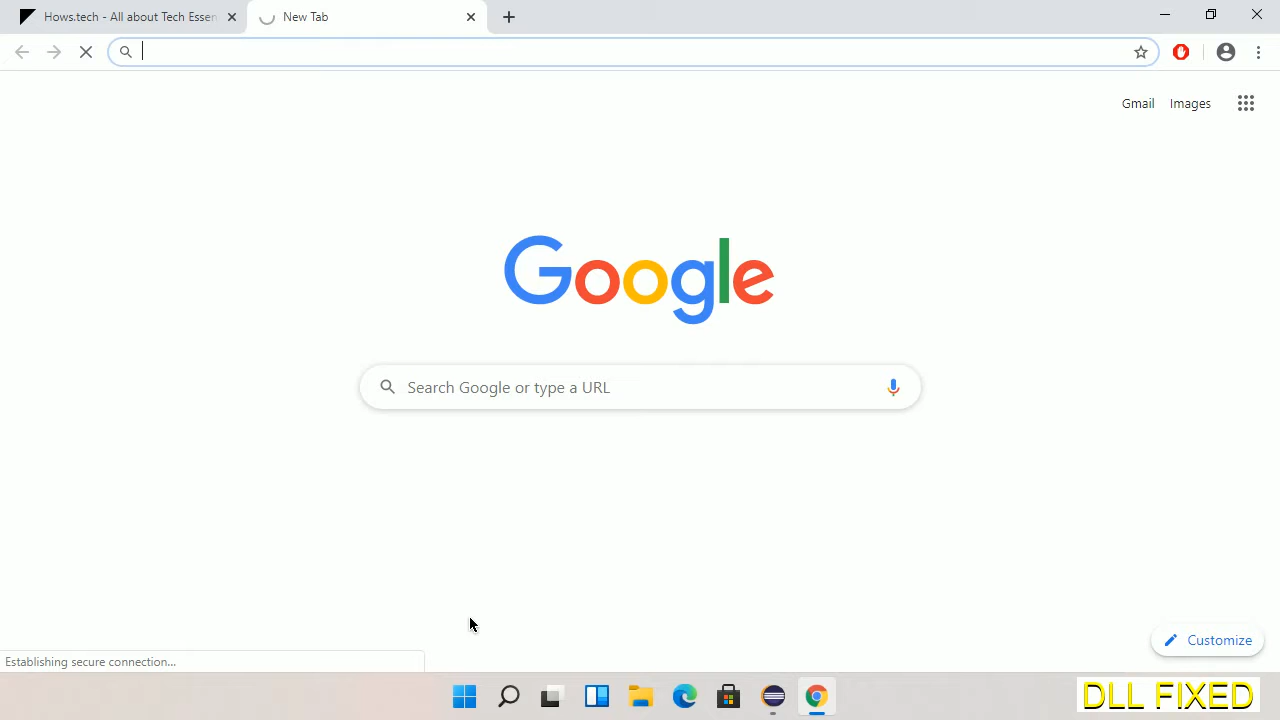 Hows.tech - All about Tech Essen
New Tab
Gmail
Images
Google
Search Google or type a URL
Customize
Establishing secure connection...
DLL FIXED